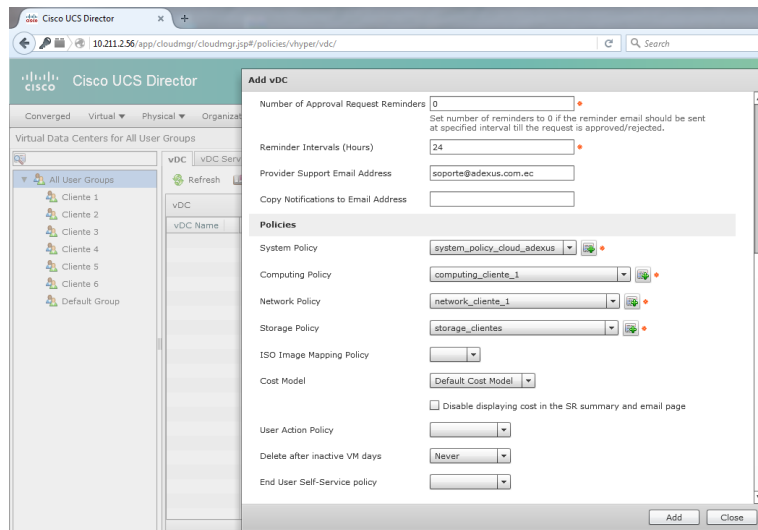 Cisco UCS Director
10.211.2.56/app/cloudmgr/cloudmgr.jsp#/policies/vhyper/vdc/
Search
CISCO
Cisco UCS Director
Converged Virtual Physical Organizat
Virtual Data Centers for All User Groups
All User Groups
Cliente 1
Cliente 2
Cliente 3
Cliente 4
Cliente 5
Cliente 6
Default Group
vDC vDC Serv
Refresh
vDC
vDC Name
Add vDC
Number of Approval Request Reminders 0
Set number of reminders to 0 if the reminder email should be sent
at specified interval till the request is approved/rejected.
Reminder Intervals (Hours) 24
Provider Support Email Address soporte@adexus.com.ec
Copy Notifications to Email Address
Policies
System Policy system_policy_cloud_adexus
Computing Policy computing_cliente_1
Network Policy network_cliente_1
Storage Policy storage_clientes
ISO Image Mapping Policy
Cost Model Default Cost Model
Disable displaying cost in the SR summary and email page
User Action Policy
Delete after inactive VM days Never
End User Self-Service policy
Add Close